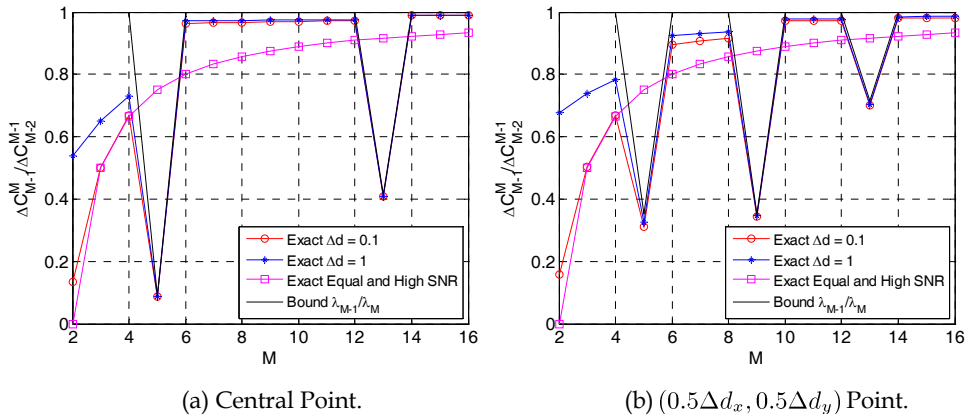 1
0.8
0.6
0.4
0.2
0
2 4 6 8 10 12 14 16
M
ΔC^M_{M-1}/ΔC^{M-1}_{M-2}
Exact Δd = 0.1
Exact Δd = 1
Exact Equal and High SNR
Bound λ_{M-1}/λ_M
(a) Central Point.
1
0.8
0.6
0.4
0.2
0
2 4 6 8 10 12 14 16
M
ΔC^M_{M-1}/ΔC^{M-1}_{M-2}
Exact Δd = 0.1
Exact Δd = 1
Exact Equal and High SNR
Bound λ_{M-1}/λ_M
(b) (0.5Δd_x, 0.5Δd_y) Point.